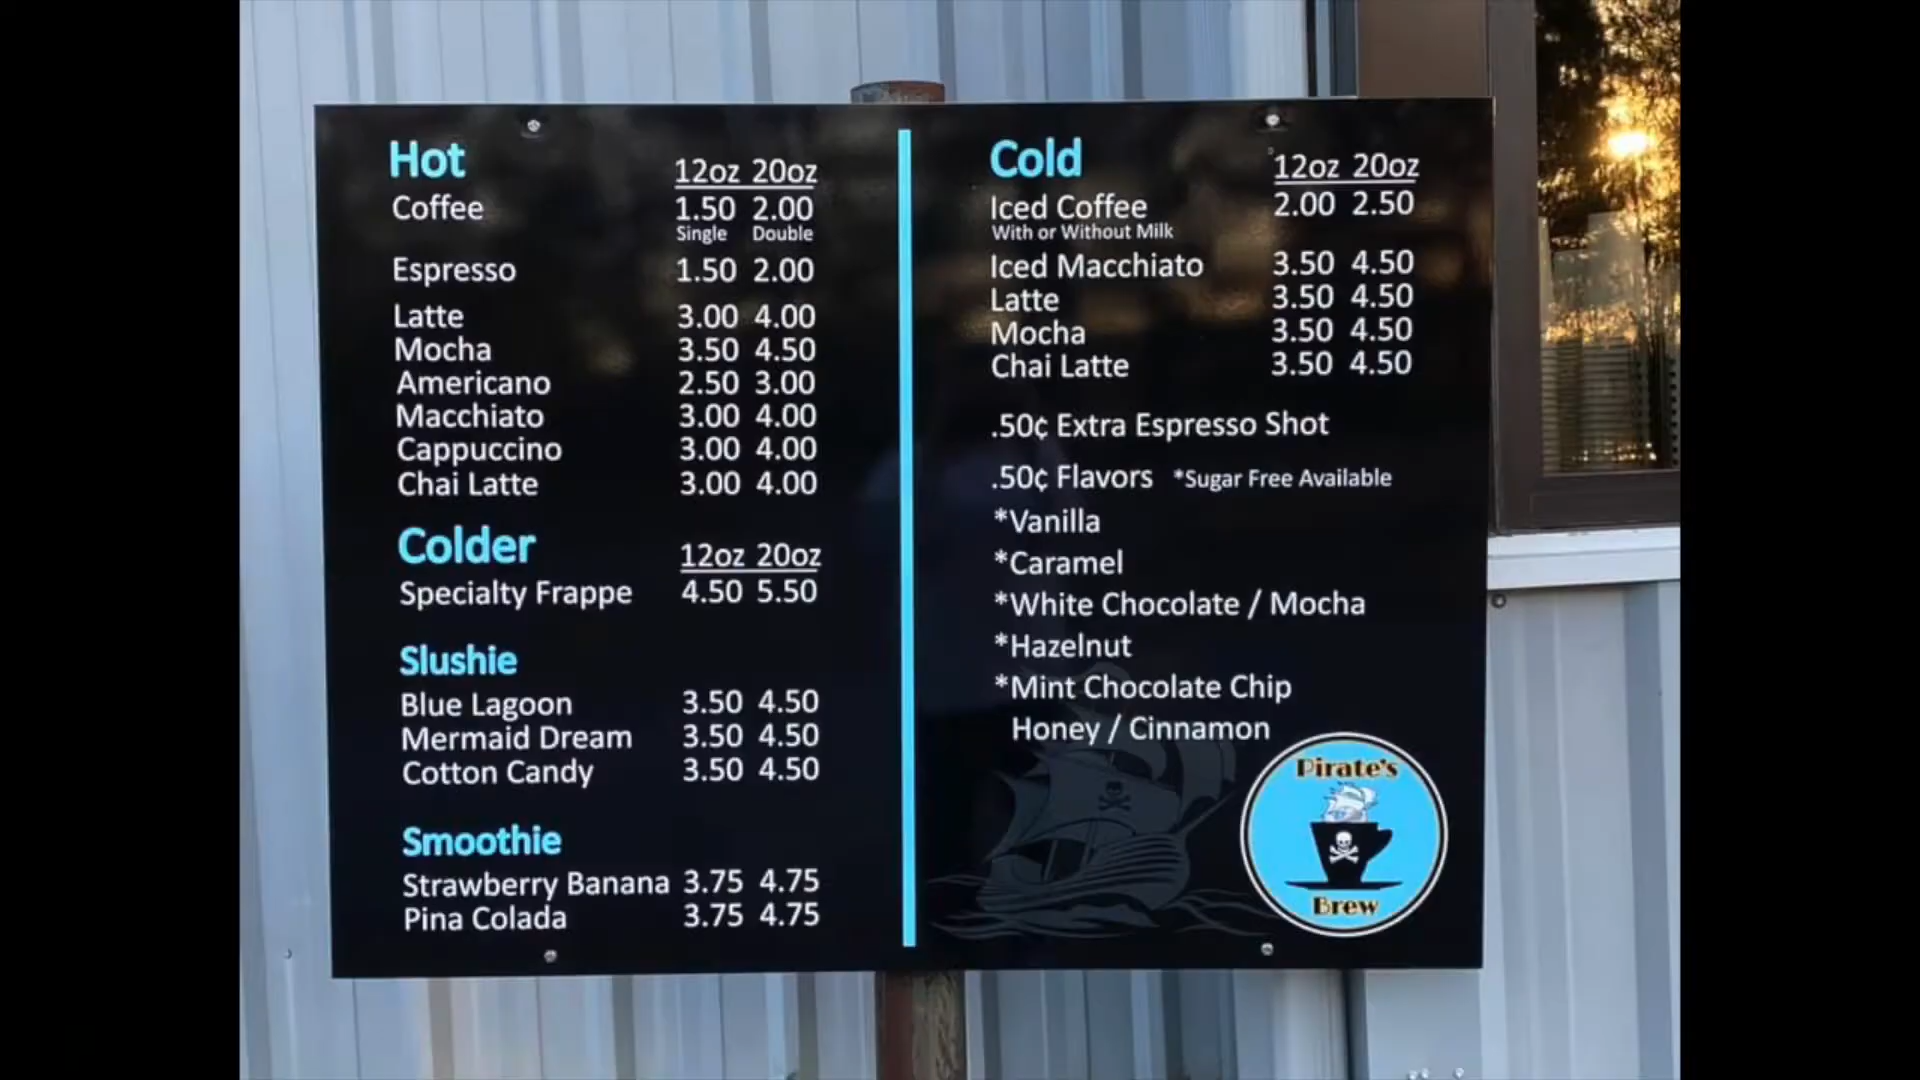 Hot
12oz 20oz
Coffee 1.50 2.00
Single Double
Espresso 1.50 2.00
Latte 3.00 4.00
Mocha 3.50 4.50
Americano 2.50 3.00
Macchiato 3.00 4.00
Cappuccino 3.00 4.00
Chai Latte 3.00 4.00
Colder
12oz 20oz
Specialty Frappe 4.50 5.50
Slushie
Blue Lagoon 3.50 4.50
Mermaid Dream 3.50 4.50
Cotton Candy 3.50 4.50
Smoothie
Strawberry Banana 3.75 4.75
Pina Colada 3.75 4.75
Cold
12oz 20oz
Iced Coffee 2.00 2.50
With or Without Milk
Iced Macchiato 3.50 4.50
Latte 3.50 4.50
Mocha 3.50 4.50
Chai Latte 3.50 4.50
.50¢ Extra Espresso Shot
.50¢ Flavors *Sugar Free Available
*Vanilla
*Caramel
*White Chocolate / Mocha
*Hazelnut
*Mint Chocolate Chip
Honey / Cinnamon
Pirate's
Brew